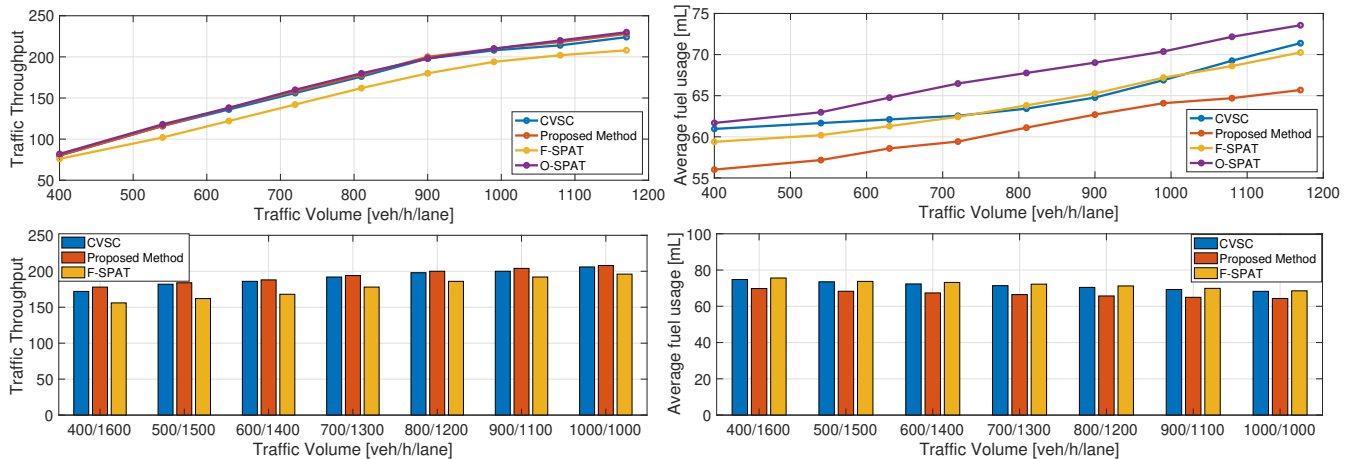 250
200
150
100
50
Traffic Throughput
400 500 600 700 800 900 1000 1100 1200
Traffic Volume [veh/h/lane]
CVSC
Proposed Method
F-SPAT
O-SPAT
75
70
65
60
55
Average fuel usage [mL]
400 500 600 700 800 900 1000 1100 1200
Traffic Volume [veh/h/lane]
CVSC
Proposed Method
F-SPAT
O-SPAT
250
200
150
100
50
0
Traffic Throughput
CVSC
Proposed Method
F-SPAT
400/1600 500/1500 600/1400 700/1300 800/1200 900/1100 1000/1000
Traffic Volume [veh/h/lane]
100
80
60
40
20
0
Average fuel usage [mL]
CVSC
Proposed Method
F-SPAT
400/1600 500/1500 600/1400 700/1300 800/1200 900/1100 1000/1000
Traffic Volume [veh/h/lane]